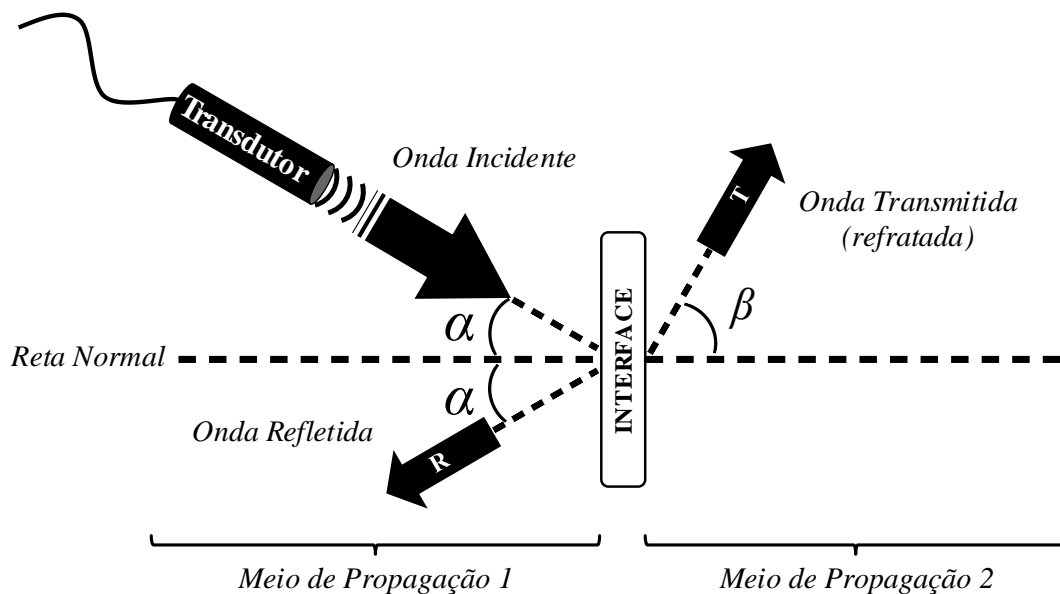 Transdutor
Onda Incidente
T
Onda Transmitida
(refratada)
α
β
INTERFACE
Reta Normal
α
Onda Refletida
R
Meio de Propagação 1
Meio de Propagação 2